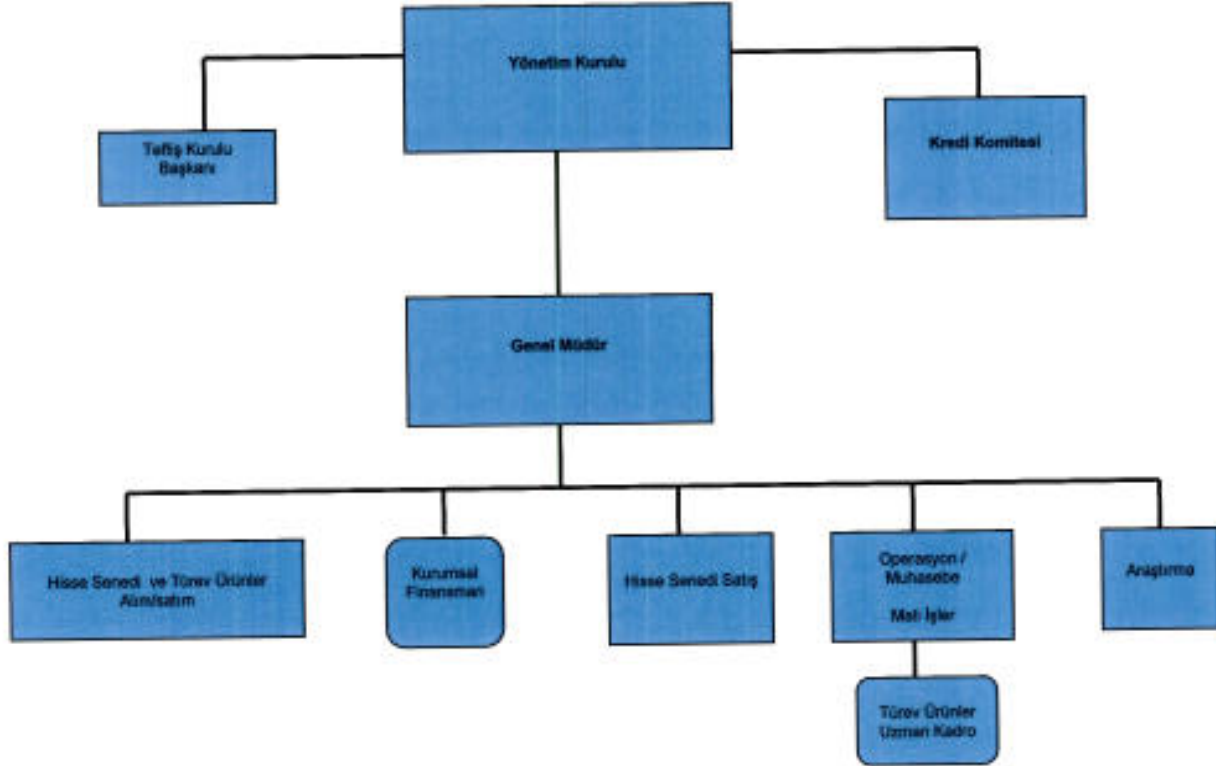 Yönetim Kurulu
Teftiş Kurulu
Başkanı
Kredi Komitesi
Genel Müdür
Hisse Senedi ve Türev Ürünler
Alım/satım
Kurumsal
Finansman
Hisse Senedi Satış
Operasyon /
Muhasebe
Mali İşler
Araştırma
Türev Ürünler
Uzman Kadro